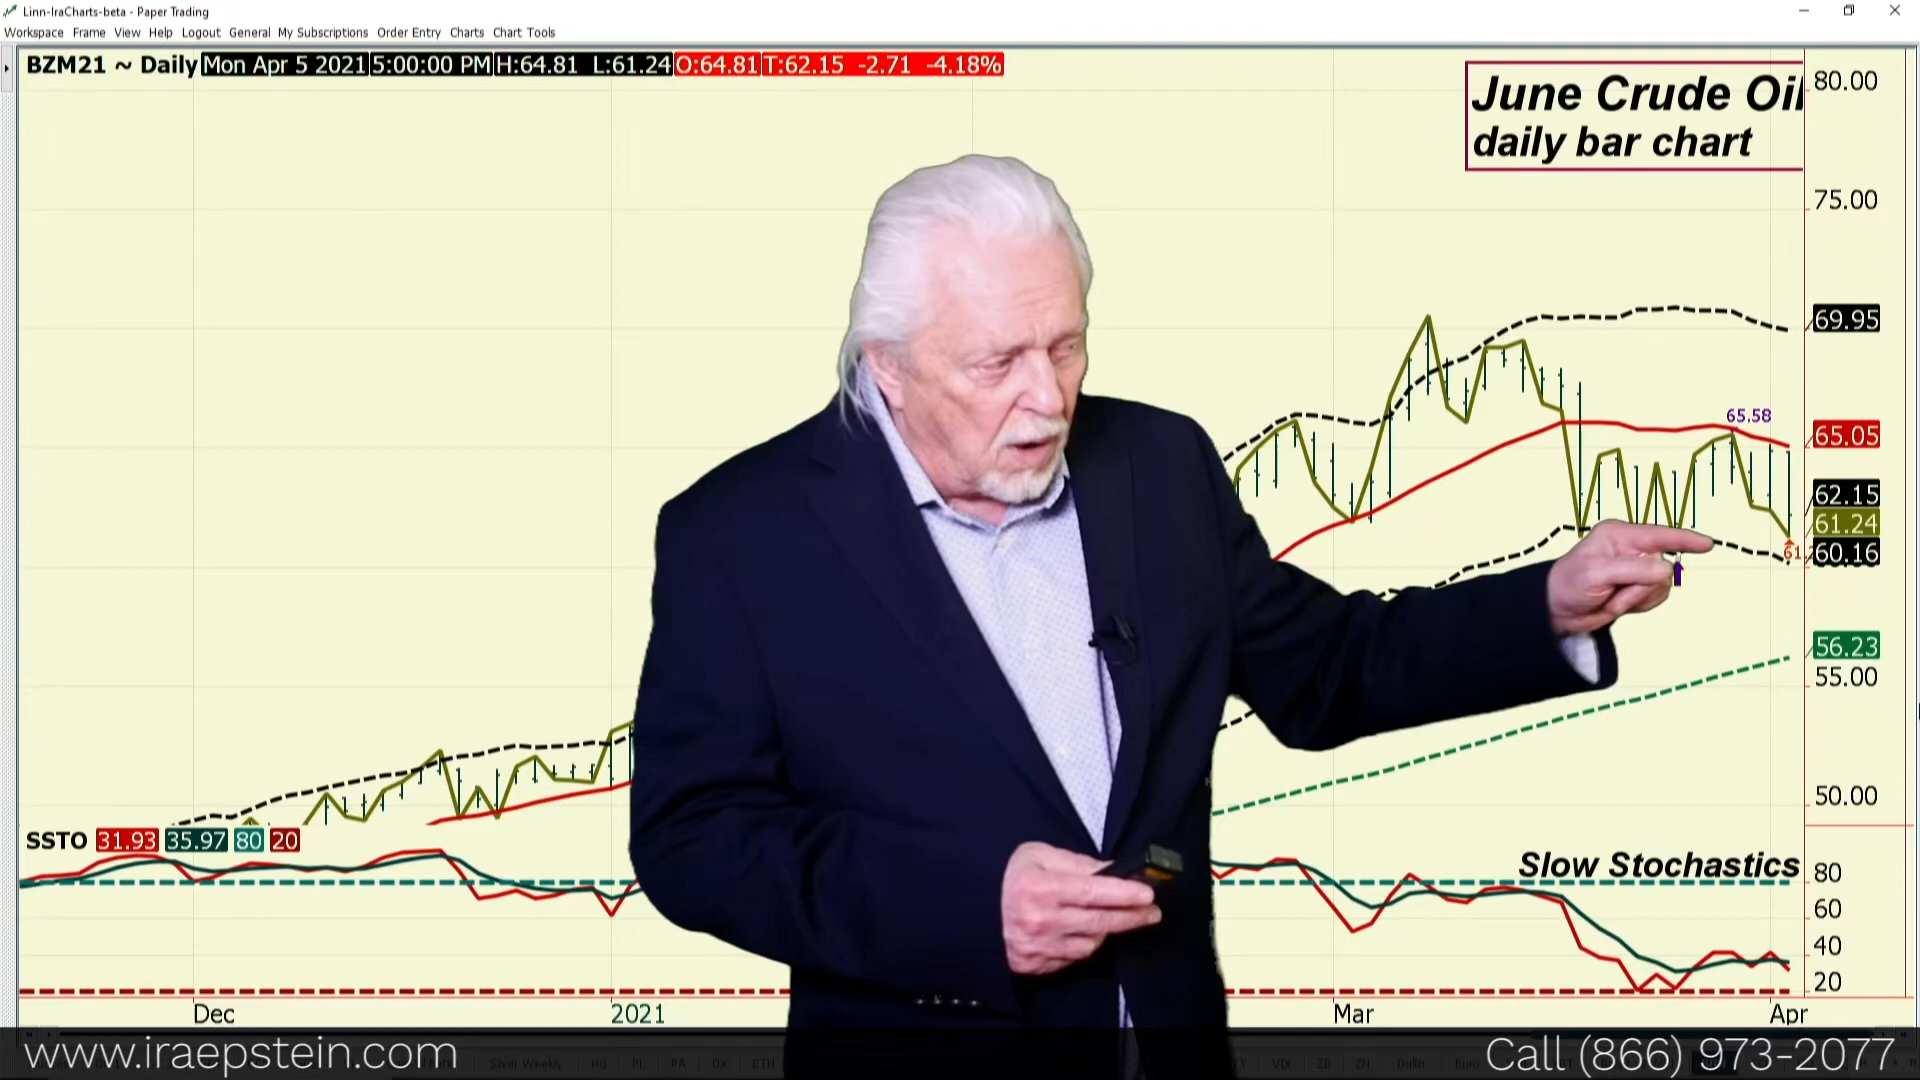 Linn-IraCharts-beta - Paper Trading
Workspace Frame View Help Logout General My Subscriptions Order Entry Charts Chart Tools
BZM21 ~ Daily Mon Apr 5 2021 5:00:00 PM H:64.81 L:61.24 O:64.81 T:62.15 -2.71 -4.18%
June Crude Oil
daily bar chart
80.00
75.00
69.95
65.58
65.05
62.15
61.24
60.16
56.23
55.00
50.00
SSTO 31.93 35.97 80 20
Slow Stochastics
80
60
40
20
Dec 2021 Mar Apr
www.iraepstein.com
Silver Weekly
Call (866) 973-2077